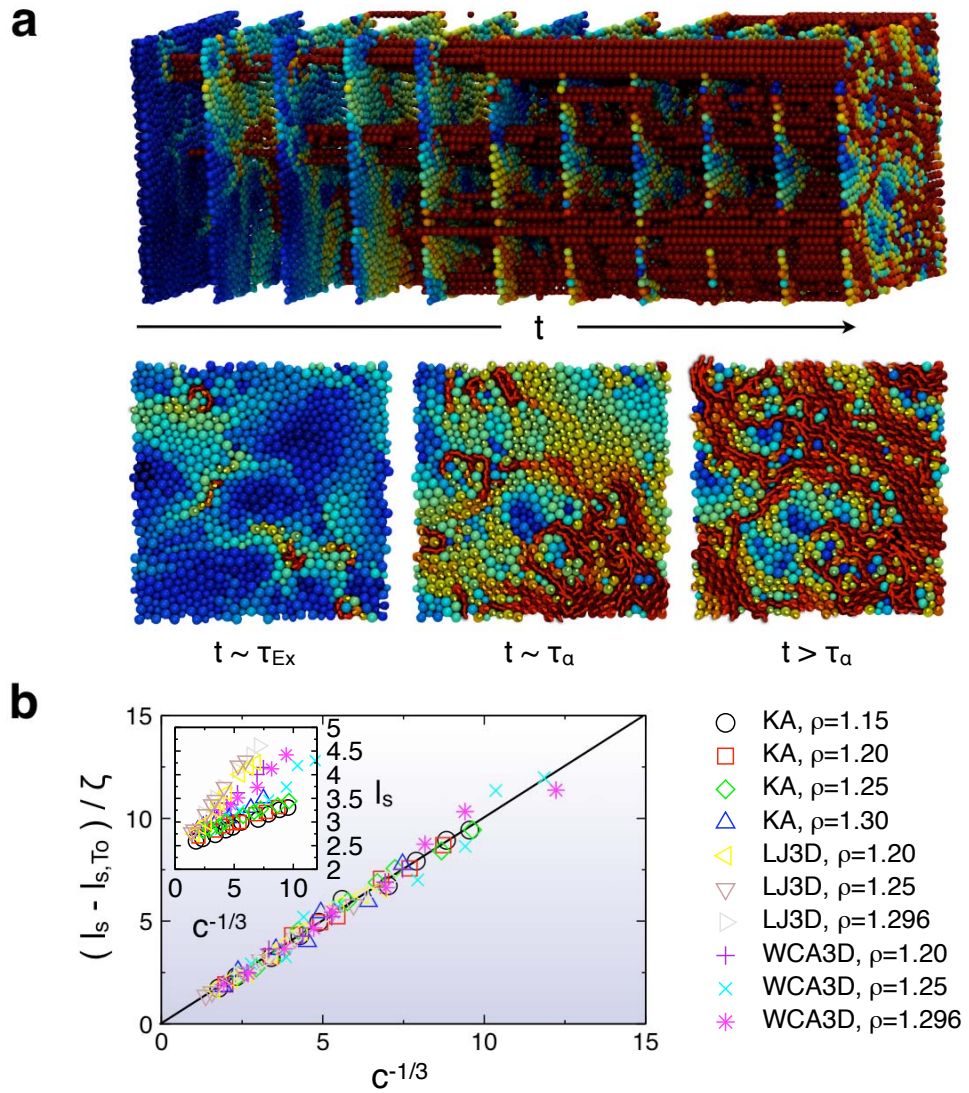 a
t
t ~ τEx
t ~ τα
t > τα
b
( ls - ls,To ) / ζ
15
10
5
0
0
5
10
15
c-1/3
5
4.5
4
3.5
3
2.5
2
ls
0
5
10
c-1/3
KA, ρ=1.15
KA, ρ=1.20
KA, ρ=1.25
KA, ρ=1.30
LJ3D, ρ=1.20
LJ3D, ρ=1.25
LJ3D, ρ=1.296
WCA3D, ρ=1.20
WCA3D, ρ=1.25
WCA3D, ρ=1.296